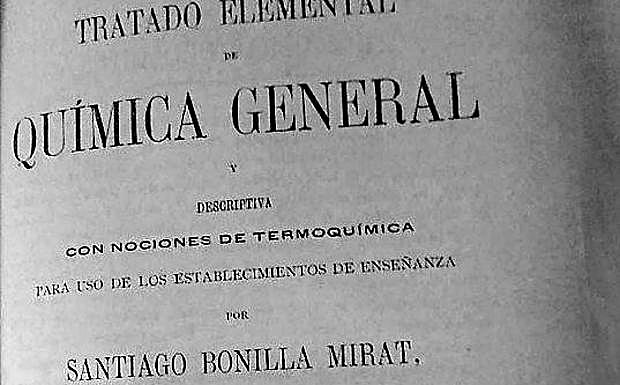 TRATADO ELEMENTAL
DE
QUÍMICA GENERAL
Y
DESCRIPTIVA
CON NOCIONES DE TERMOQUÍMICA
PARA USO DE LOS ESTABLECIMIENTOS DE ENSEÑANZA
POR
SANTIAGO BONILLA MIRAT,